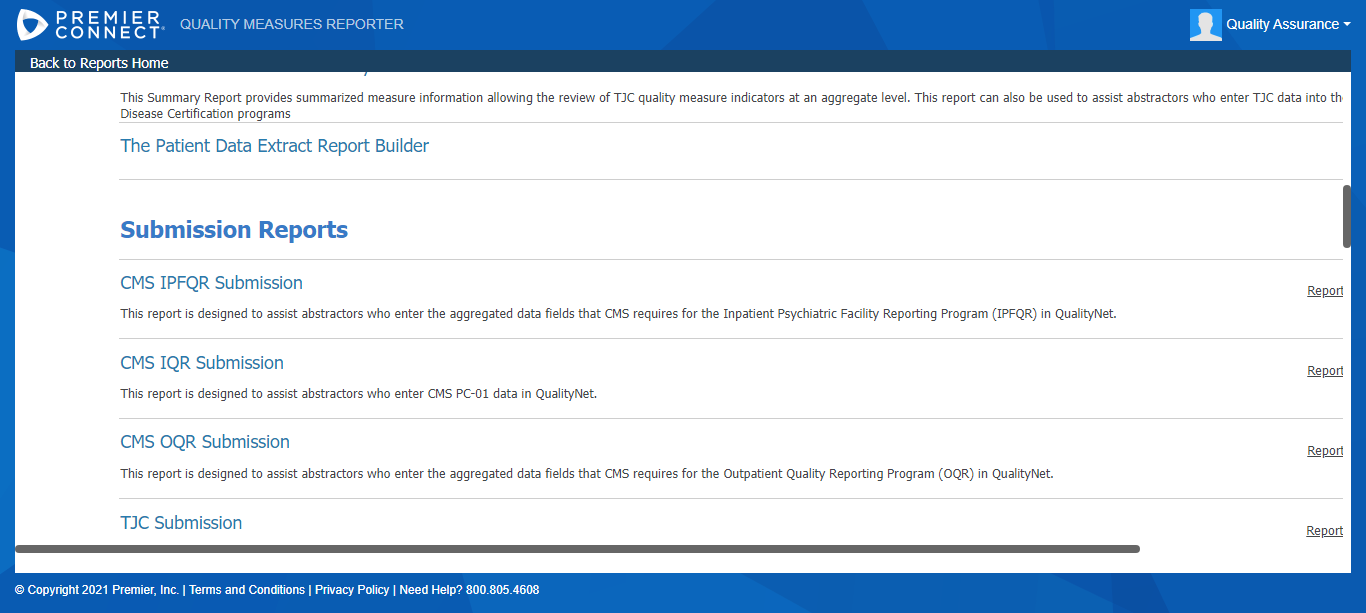 PREMIER
CONNECT
QUALITY MEASURES REPORTER
Quality Assurance
Back to Reports Home
This Summary Report provides summarized measure information allowing the review of TJC quality measure indicators at an aggregate level. This report can also be used to assist abstractors who enter TJC data into th
Disease Certification programs
The Patient Data Extract Report Builder
Submission Reports
CMS IPFQR Submission
Report
This report is designed to assist abstractors who enter the aggregated data fields that CMS requires for the Inpatient Psychiatric Facility Reporting Program (IPFQR) in QualityNet.
CMS IQR Submission
Report
This report is designed to assist abstractors who enter CMS PC-01 data in QualityNet.
CMS OQR Submission
Report
This report is designed to assist abstractors who enter the aggregated data fields that CMS requires for the Outpatient Quality Reporting Program (OQR) in QualityNet.
TJC Submission
Report
© Copyright 2021 Premier, Inc. | Terms and Conditions | Privacy Policy | Need Help? 800.805.4608